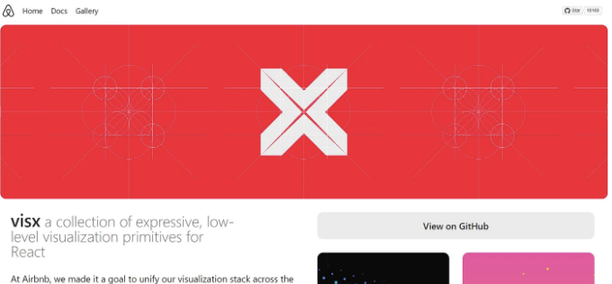 Home Docs Gallery
Star 16169
visx a collection of expressive, low-
level visualization primitives for
React
View on GitHub
At Airbnb, we made it a goal to unify our visualization stack across the